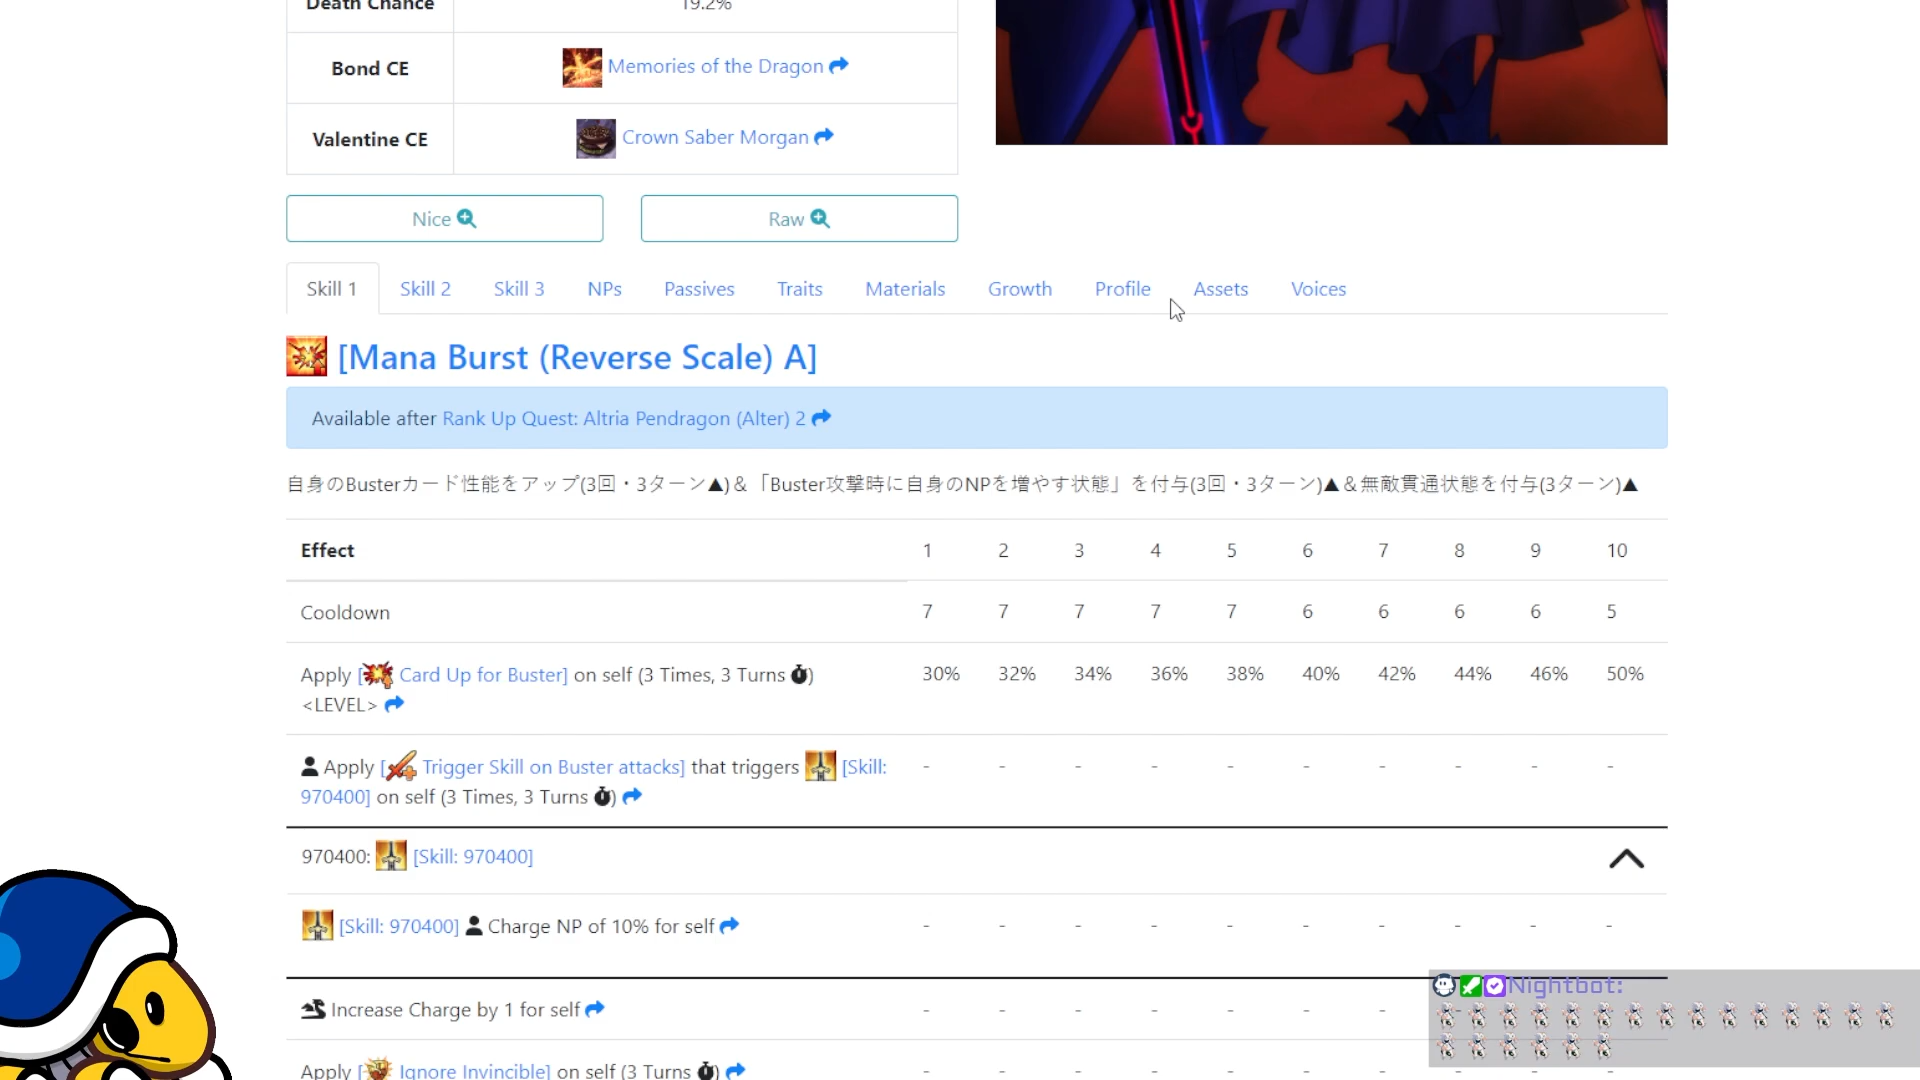 Death Chance 19.2%
Bond CE Memories of the Dragon
Valentine CE Crown Saber Morgan
Nice Raw
Skill 1 Skill 2 Skill 3 NPs Passives Traits Materials Growth Profile Assets Voices
[Mana Burst (Reverse Scale) A]
Available after Rank Up Quest: Altria Pendragon (Alter) 2
自身のBusterカード性能をアップ(3回・3ターン▲)＆「Buster攻撃時に自身のNPを増やす状態」を付与(3回・3ターン)▲＆無敵貫通状態を付与(3ターン)▲
Effect 1 2 3 4 5 6 7 8 9 10
Cooldown 7 7 7 7 7 6 6 6 6 5
Apply [Card Up for Buster] on self (3 Times, 3 Turns ) 30% 32% 34% 36% 38% 40% 42% 44% 46% 50%
<LEVEL>
Apply [Trigger Skill on Buster attacks] that triggers [Skill: - - - - - - - - - -
970400] on self (3 Times, 3 Turns )
970400: [Skill: 970400]
[Skill: 970400] Charge NP of 10% for self - - - - - - - - - -
Increase Charge by 1 for self - - - - - - -
Nightbot:
Apply [Ignore Invincible] on self (3 Turns ) - - - - - - - - - -